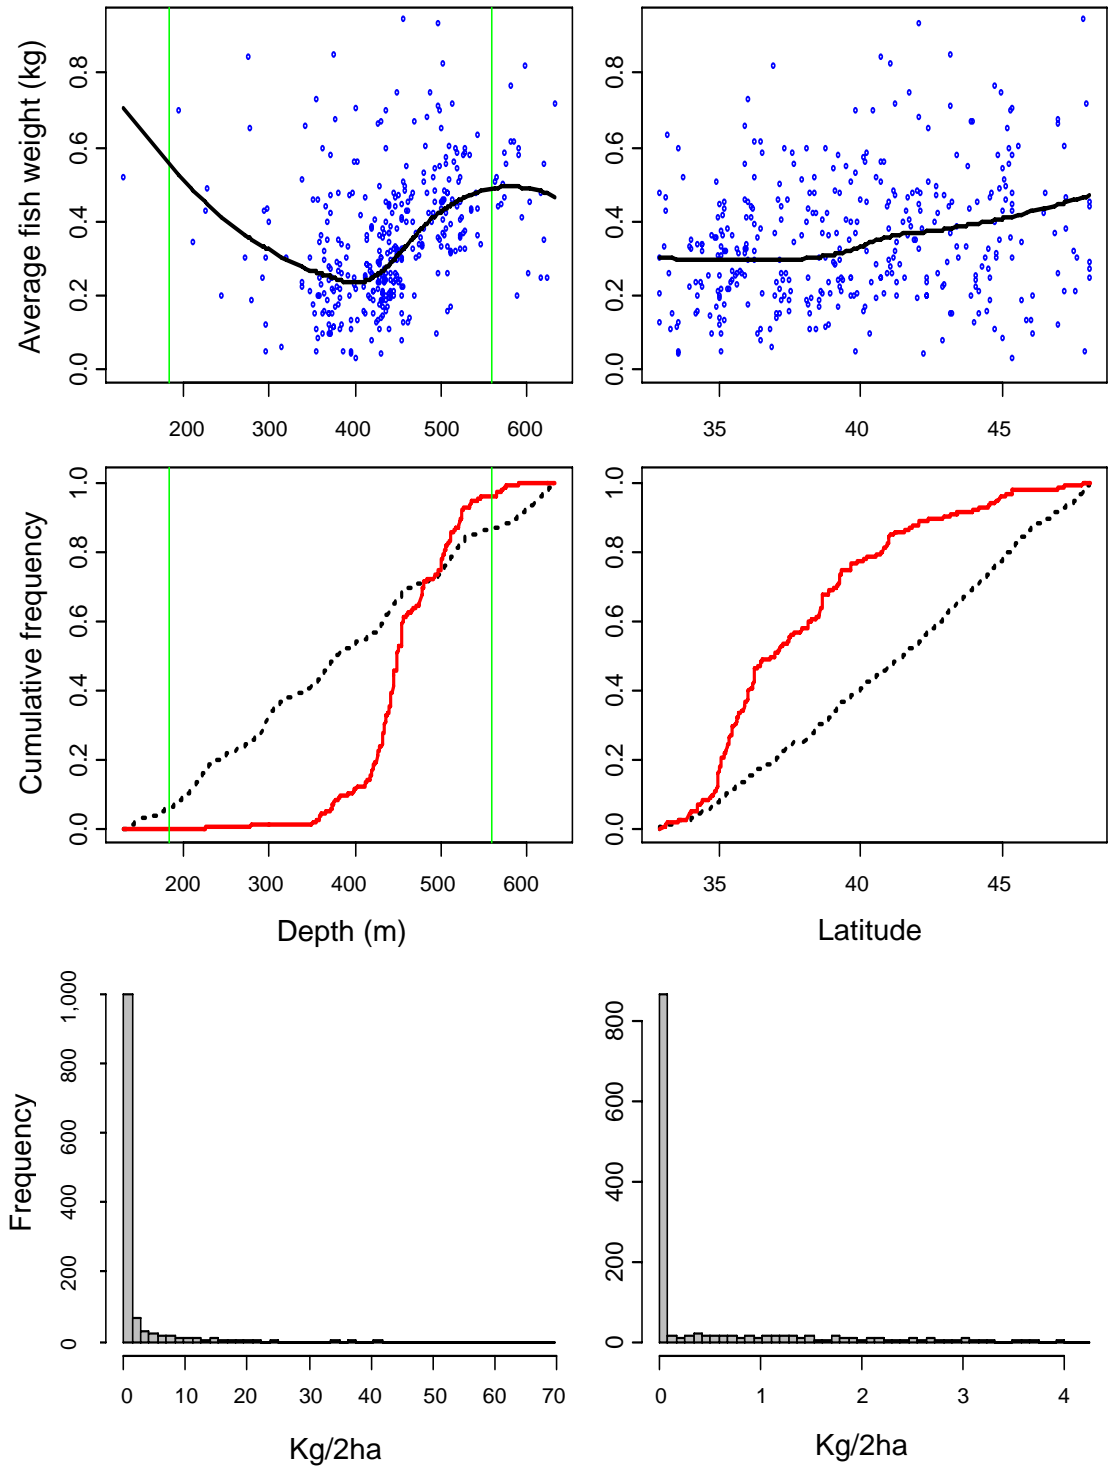 Average fish weight (kg)
0.0 0.2 0.4 0.6 0.8
200 300 400 500 600
0.0 0.2 0.4 0.6 0.8
35 40 45
Cumulative frequency
0.0 0.2 0.4 0.6 0.8 1.0
200 300 400 500 600
Depth (m)
0.0 0.2 0.4 0.6 0.8 1.0
35 40 45
Latitude
Frequency
0 200 400 600 800 1,000
0 10 20 30 40 50 60 70
Kg/2ha
0 200 400 600 800
0 1 2 3 4
Kg/2ha